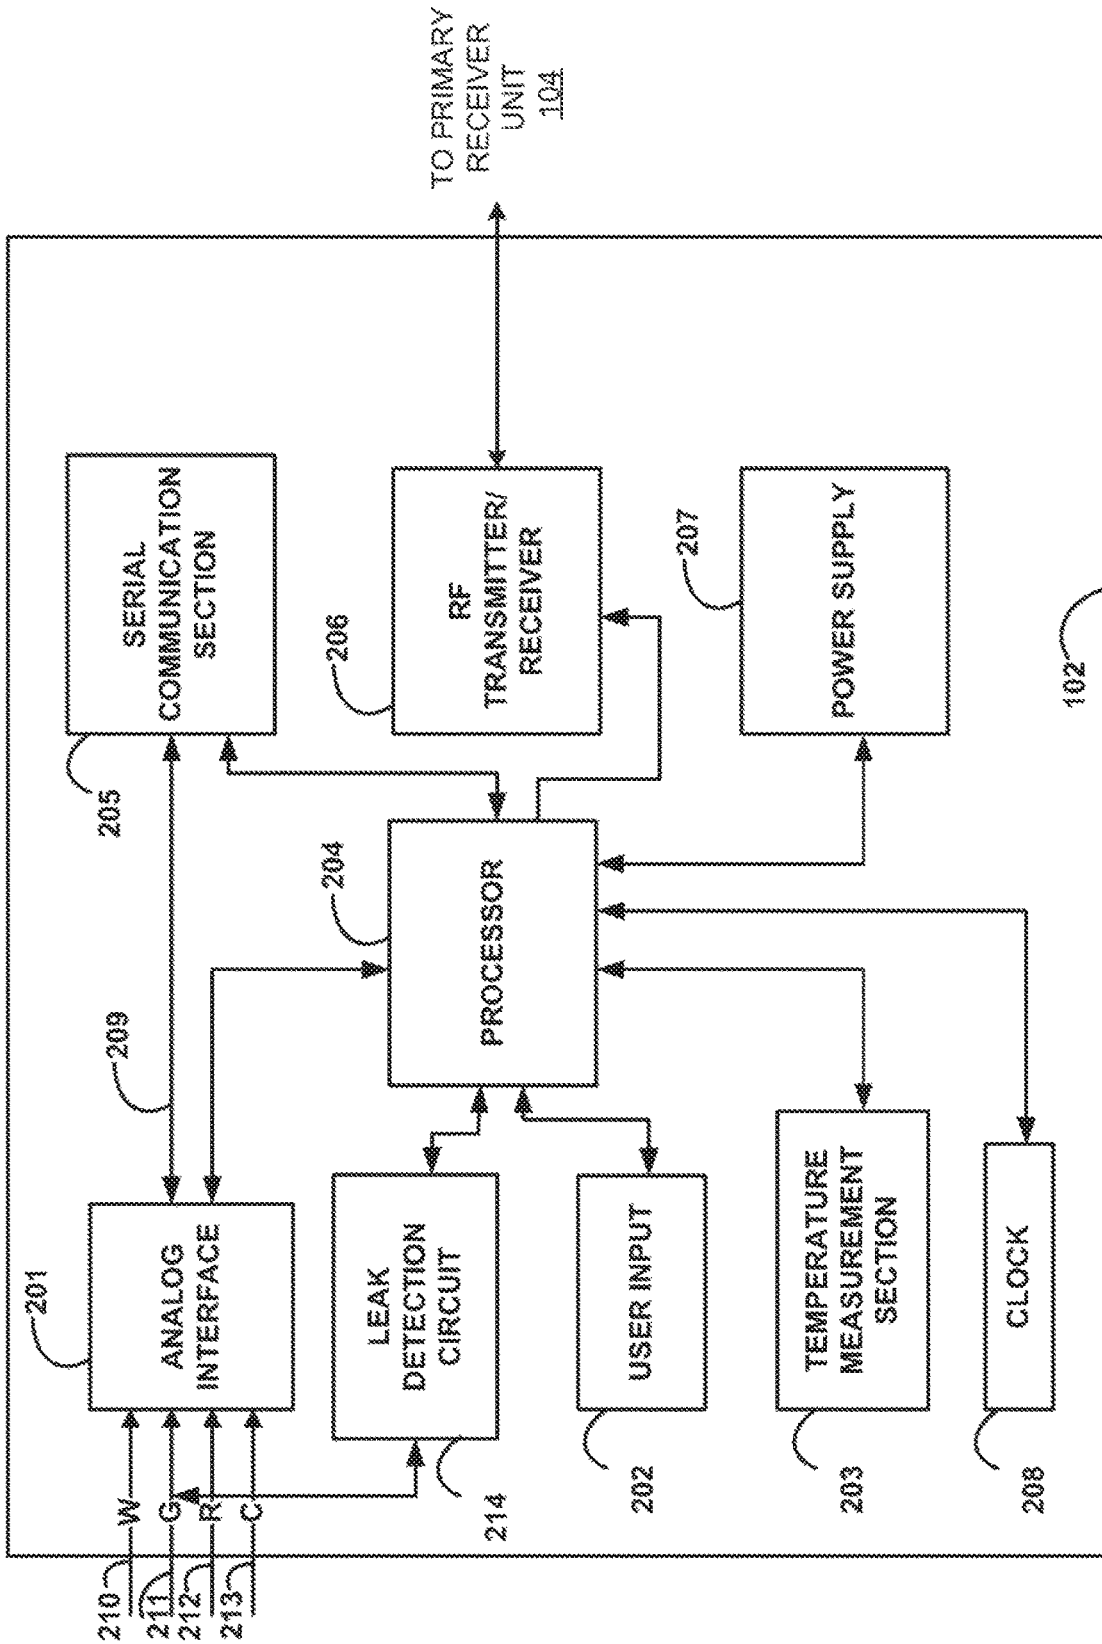 210
W
211
G
212
R
213
C
201
ANALOG
INTERFACE
209
205
SERIAL
COMMUNICATION
SECTION
214
LEAK
DETECTION
CIRCUIT
204
PROCESSOR
206
RF
TRANSMITTER/
RECEIVER
TO PRIMARY
RECEIVER
UNIT
104
202
USER INPUT
203
TEMPERATURE
MEASUREMENT
SECTION
207
POWER SUPPLY
208
CLOCK
102